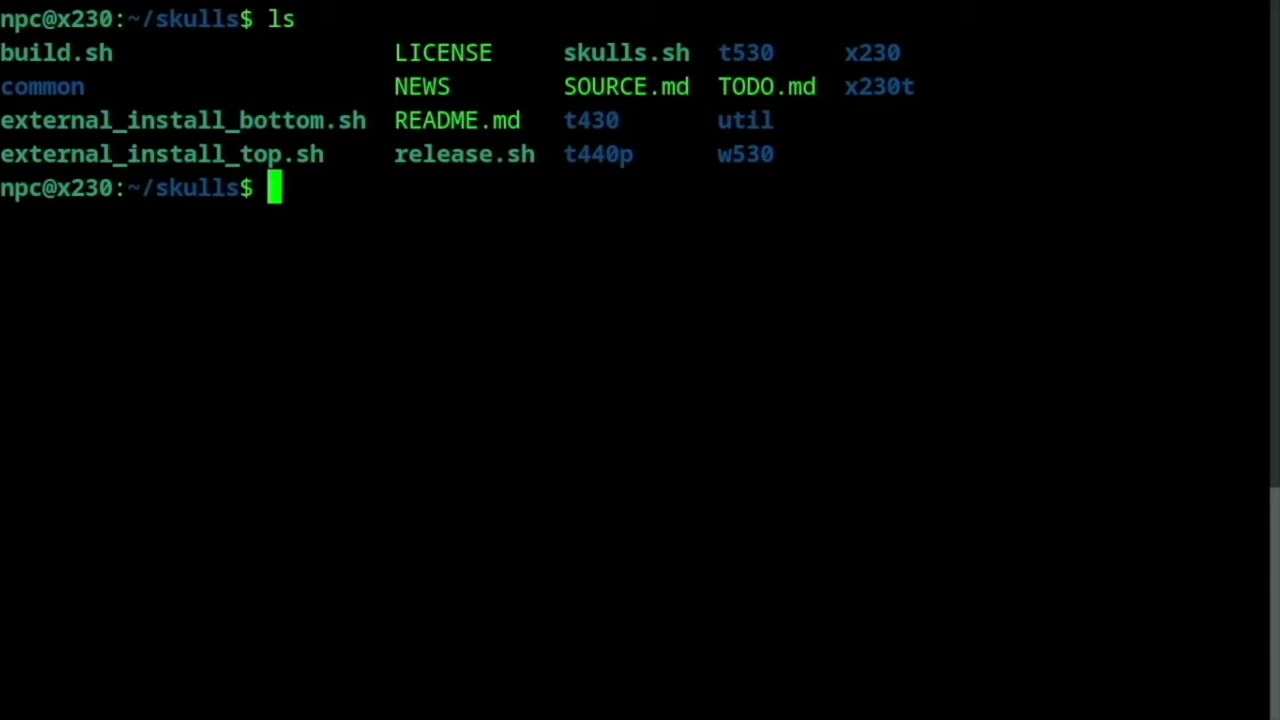 npc@x230:~/skulls$ ls
build.sh LICENSE skulls.sh t530 x230
common NEWS SOURCE.md TODO.md x230t
external_install_bottom.sh README.md t430 util
external_install_top.sh release.sh t440p w530
npc@x230:~/skulls$